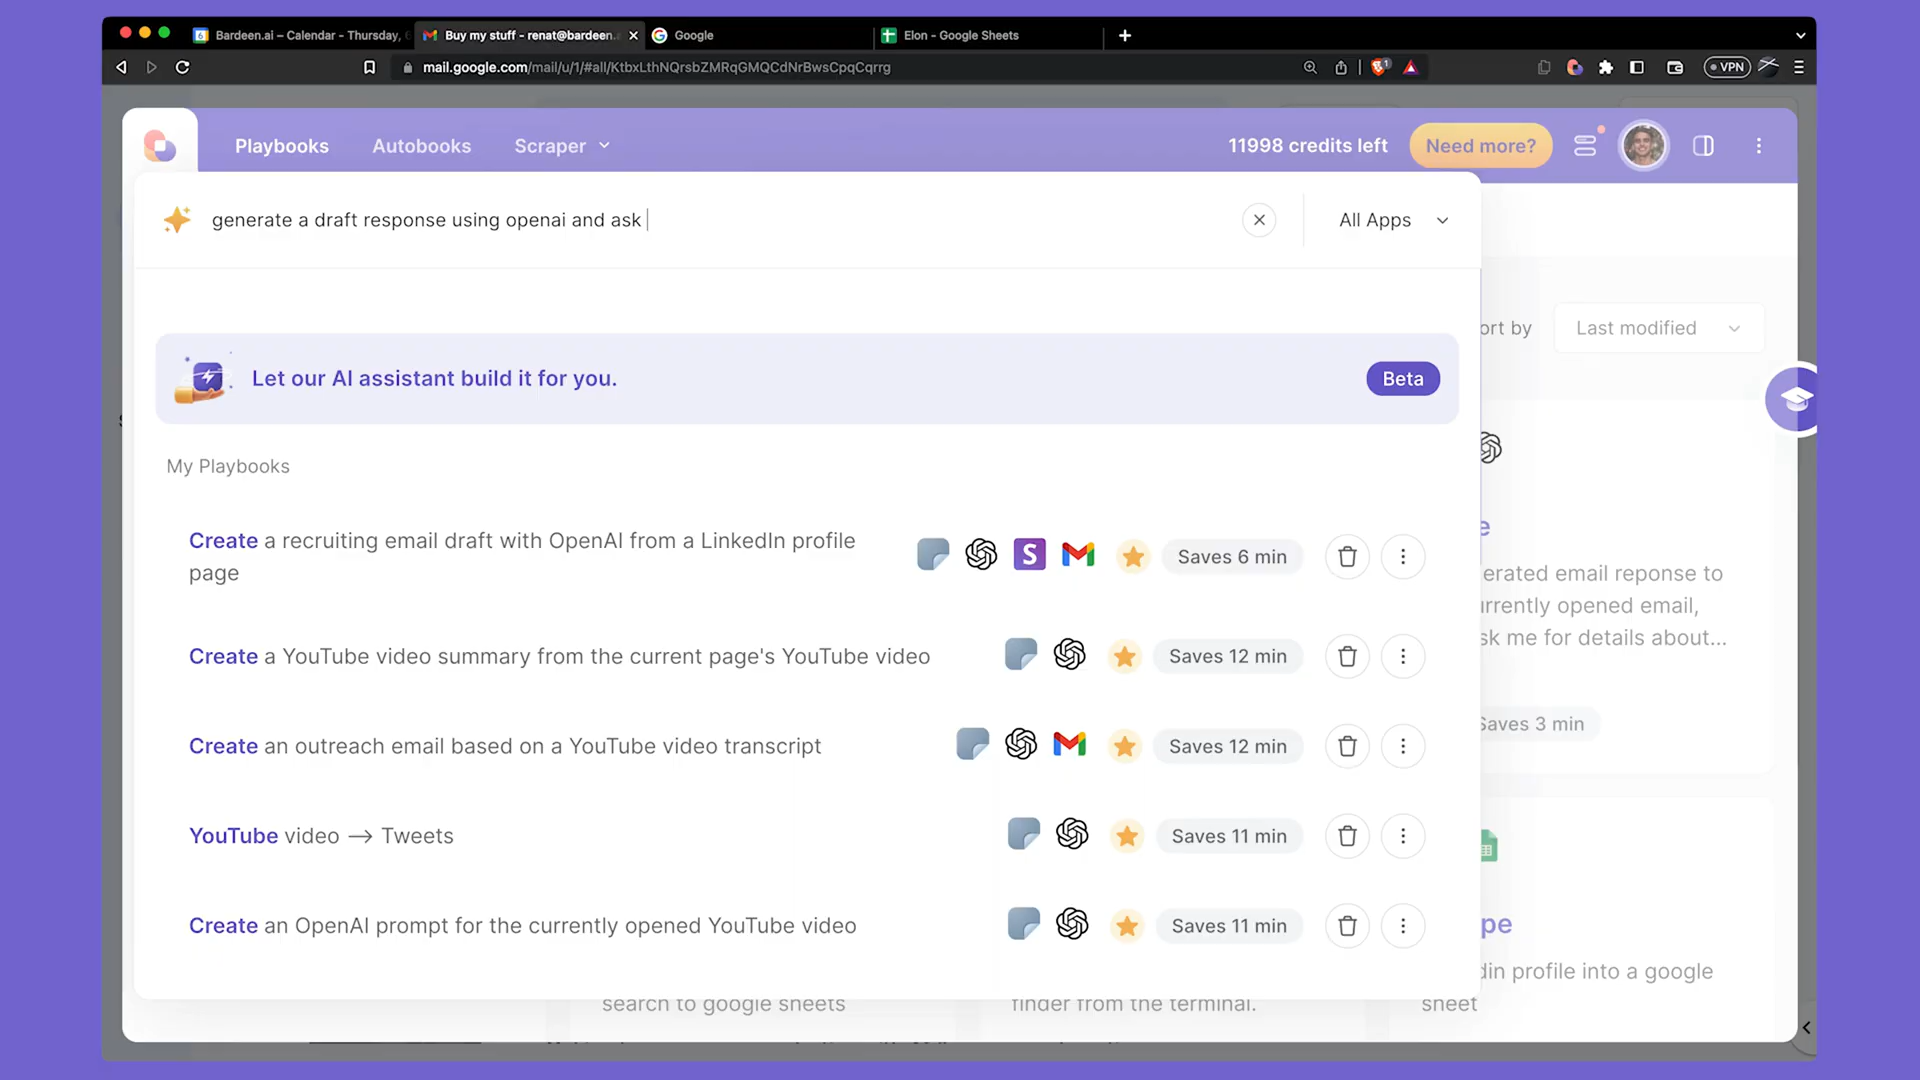 Bardeen.ai – Calendar - Thursday,
Buy my stuff - renat@bardeen.
Google
Elon - Google Sheets
mail.google.com/mail/u/1/#all/KtbxLthNQrsbZMRqGMQCdNrBwsCpqCqrrg
VPN
Playbooks
Autobooks
Scraper
11998 credits left
Need more?
generate a draft response using openai and ask
All Apps
ort by
Last modified
Let our AI assistant build it for you.
Beta
My Playbooks
Create a recruiting email draft with OpenAI from a LinkedIn profile
page
S
Saves 6 min
e
erated email reponse to
urrently opened email,
sk me for details about...
Create a YouTube video summary from the current page's YouTube video
Saves 12 min
Saves 3 min
Create an outreach email based on a YouTube video transcript
Saves 12 min
YouTube video → Tweets
Saves 11 min
Create an OpenAI prompt for the currently opened YouTube video
Saves 11 min
pe
din profile into a google
sheet
search to google sheets
finder from the terminal.